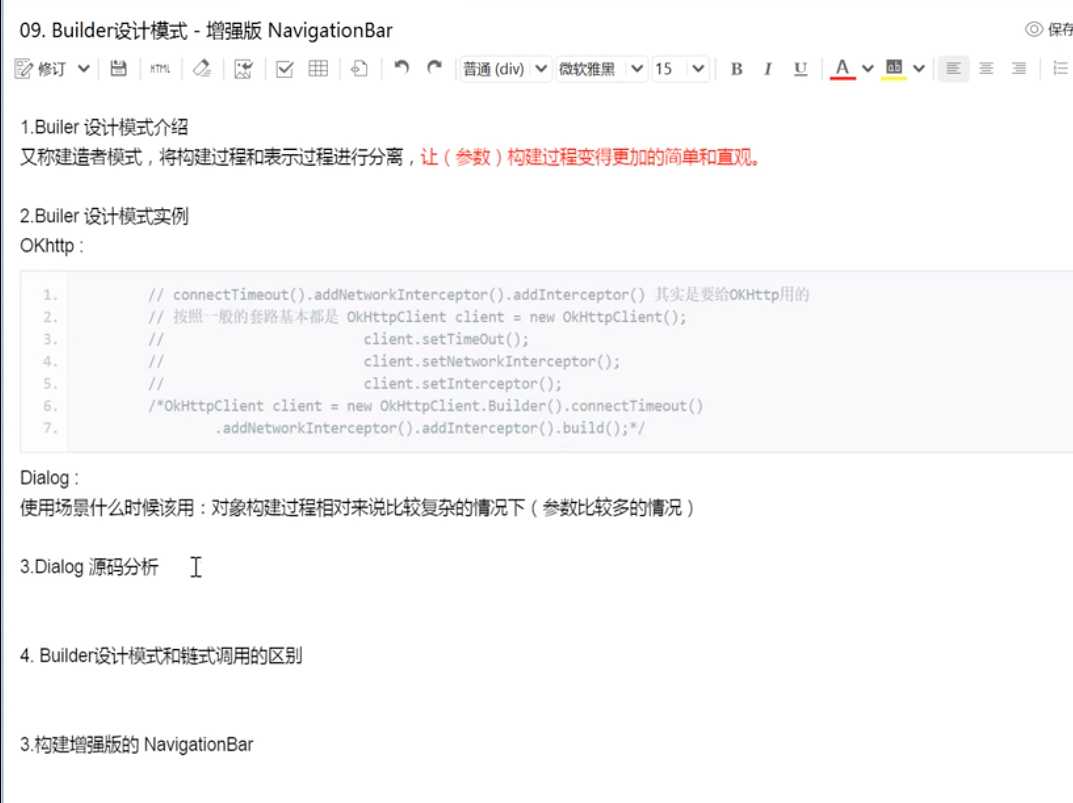 09. Builder设计模式 - 增强版 NavigationBar
保存
修订 HTML 普通 (div) 微软雅黑 15 B I U A ab
1.Builer 设计模式介绍
又称建造者模式，将构建过程和表示过程进行分离，让（参数）构建过程变得更加的简单和直观。
2.Builer 设计模式实例
OKhttp :
1. // connectTimeout().addNetworkInterceptor().addInterceptor() 其实是要给OKHttp用的
2. // 按照一般的套路基本都是 OkHttpClient client = new OkHttpClient();
3. // client.setTimeOut();
4. // client.setNetworkInterceptor();
5. // client.setInterceptor();
6. /*OkHttpClient client = new OkHttpClient.Builder().connectTimeout()
7. .addNetworkInterceptor().addInterceptor().build();*/
Dialog :
使用场景什么时候该用：对象构建过程相对来说比较复杂的情况下（参数比较多的情况）
3.Dialog 源码分析
4. Builder设计模式和链式调用的区别
3.构建增强版的 NavigationBar